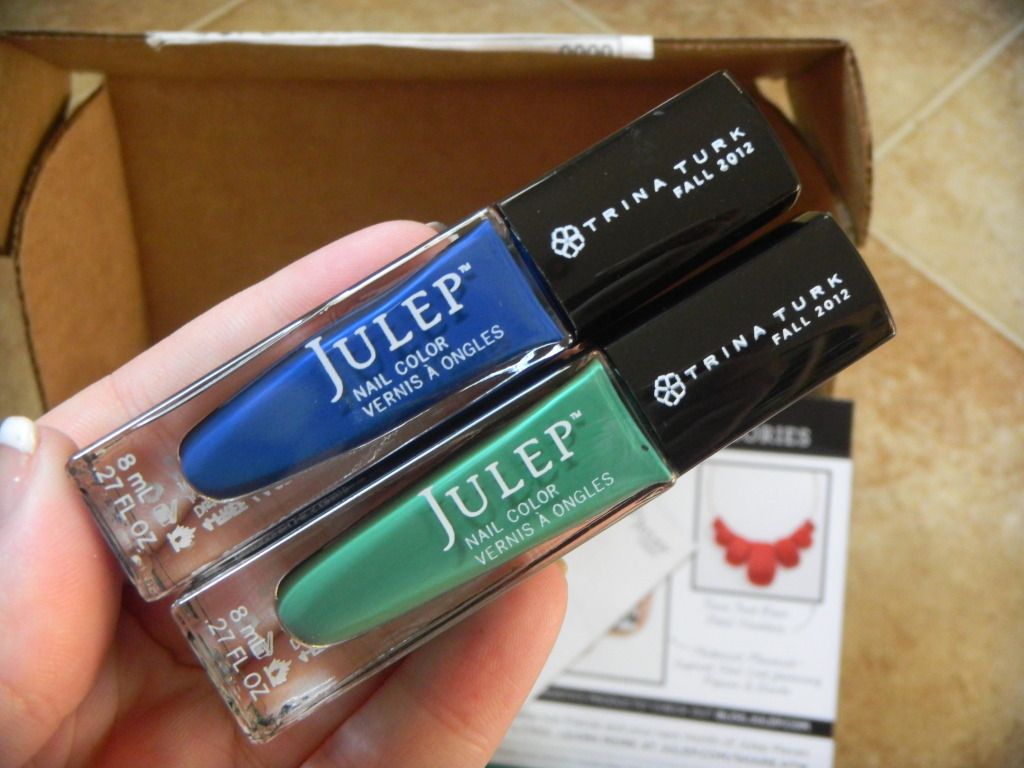 TRINA TURK
FALL 2012
JULEP™
NAIL COLOR
VERNIS À ONGLES
8 mL
.27 FL.OZ.
TRINA TURK
FALL 2012
JULEP™
NAIL COLOR
VERNIS À ONGLES
8 mL
.27 FL.OZ.